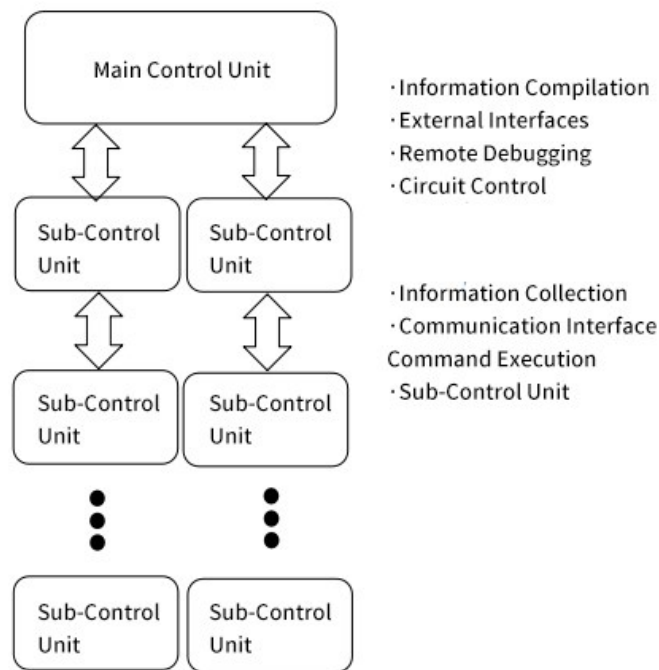 Main Control Unit
·Information Compilation
·External Interfaces
·Remote Debugging
·Circuit Control
Sub-Control
Unit
Sub-Control
Unit
·Information Collection
·Communication Interface
Command Execution
·Sub-Control Unit
Sub-Control
Unit
Sub-Control
Unit
Sub-Control
Unit
Sub-Control
Unit